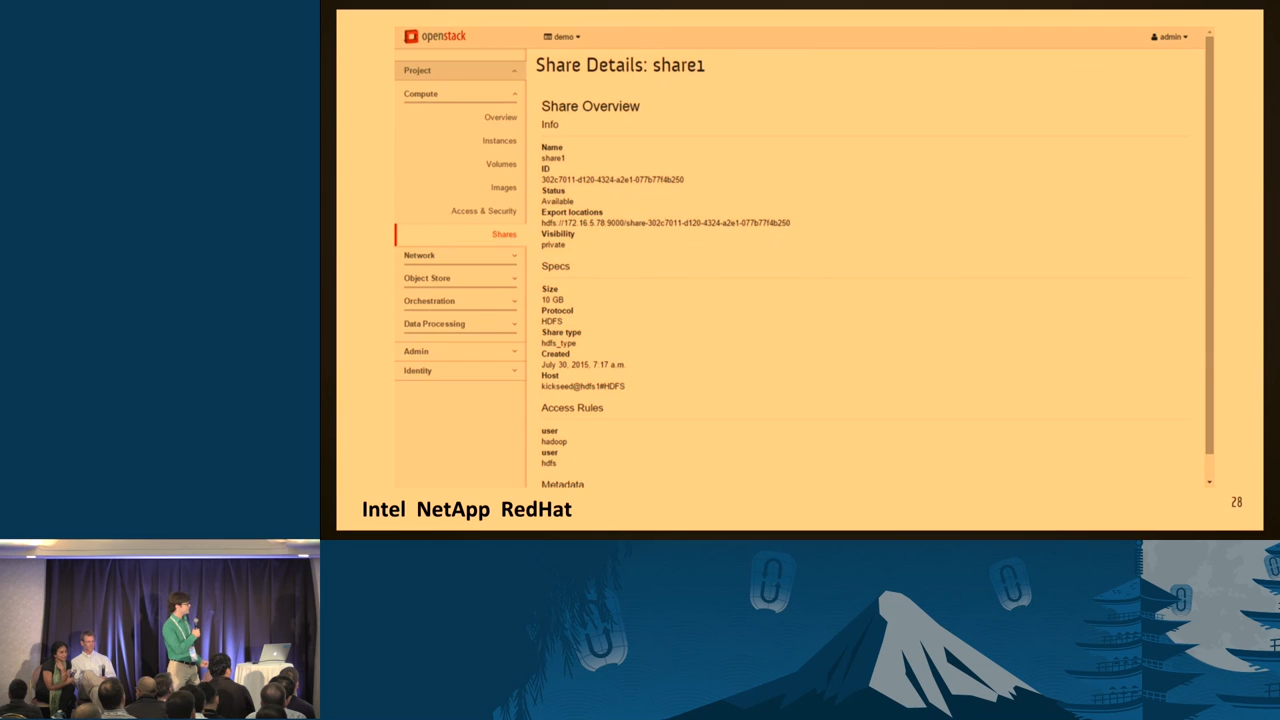 openstack
demo
admin
Project
Compute
Overview
Instances
Volumes
Images
Access & Security
Shares
Network
Object Store
Orchestration
Data Processing
Admin
Identity
Share Details: share1
Share Overview
Info
Name
share1
ID
302c7011-d120-4324-a2e1-077b77f4b250
Status
Available
Export locations
hdfs://172.16.5.78:9000/share-302c7011-d120-4324-a2e1-077b77f4b250
Visibility
private
Specs
Size
10 GB
Protocol
HDFS
Share type
hdfs_type
Created
July 30, 2015, 7:17 a.m.
Host
kickseed@hdfs1#HDFS
Access Rules
user
hadoop
user
hdfs
Metadata
Intel NetApp RedHat
28